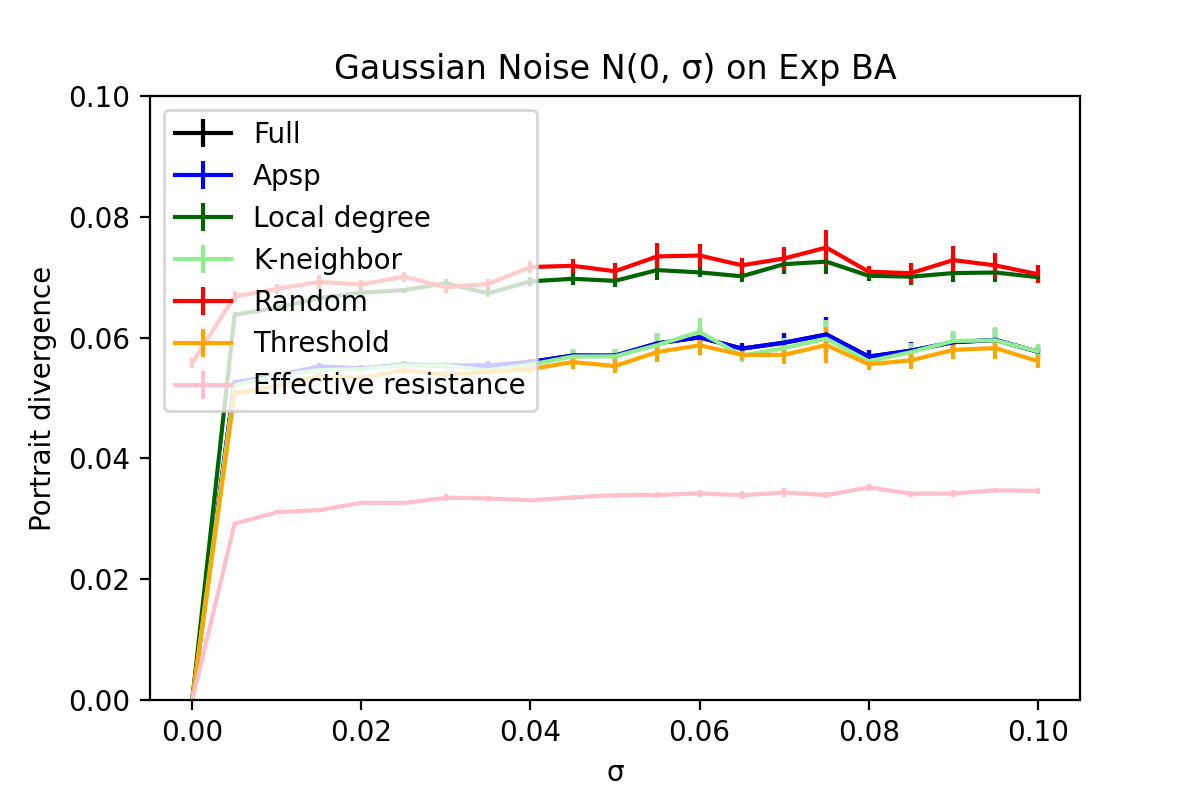 Gaussian Noise N(0, σ) on Exp BA
0.10
0.08
0.06
0.04
0.02
0.00
Portrait divergence
Full
Apsp
Local degree
K-neighbor
Random
Threshold
Effective resistance
0.00 0.02 0.04 0.06 0.08 0.10
σ